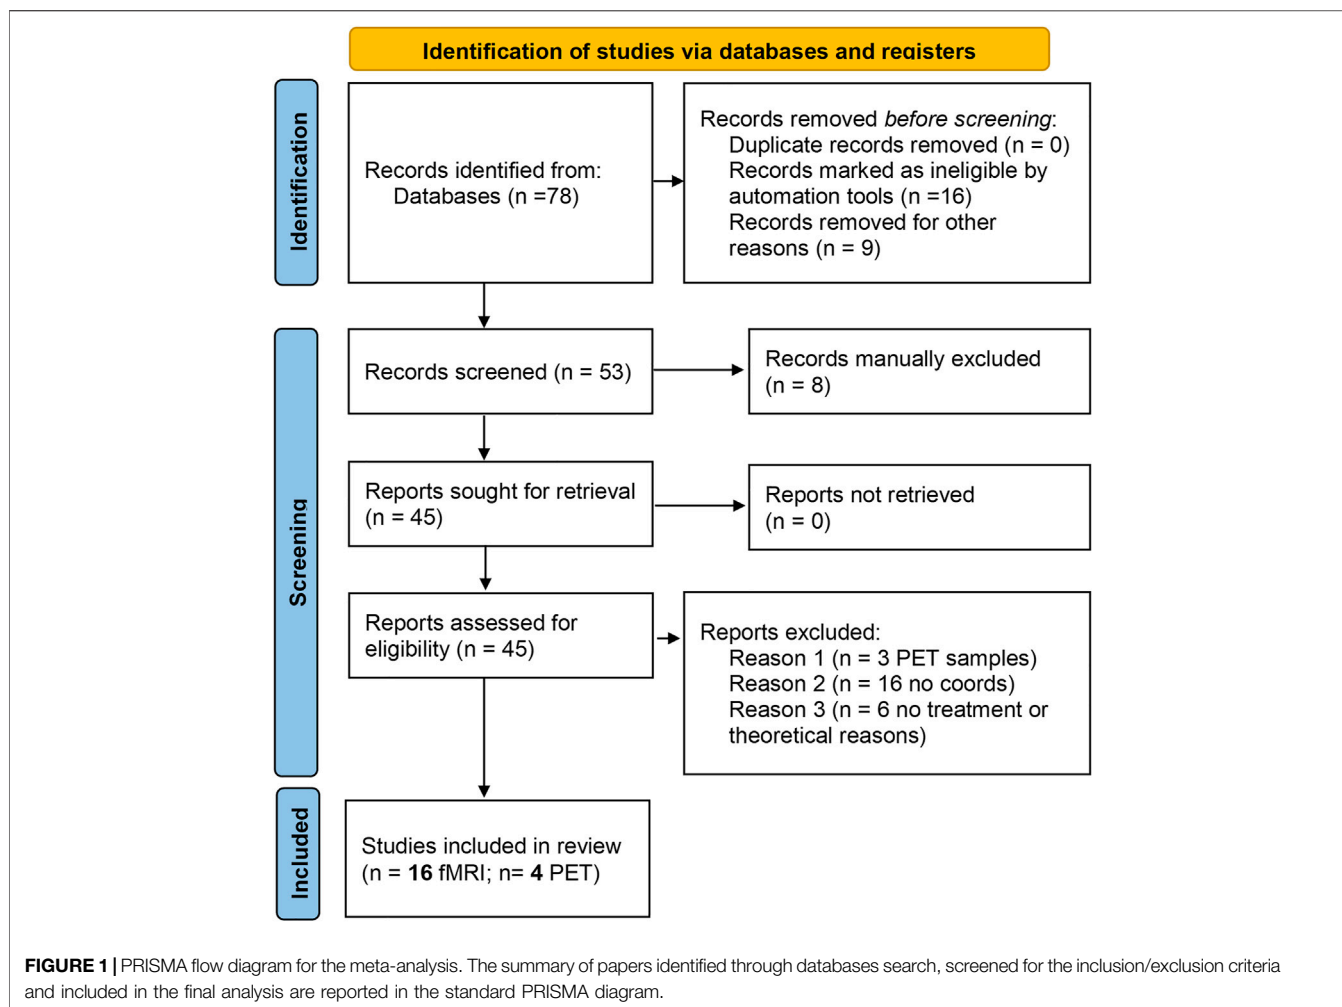 Identification of studies via databases and registers
Identification
Records identified from:
Databases (n =78)
Records removed before screening:
Duplicate records removed (n = 0)
Records marked as ineligible by
automation tools (n =16)
Records removed for other
reasons (n = 9)
Screening
Records screened (n = 53)
Records manually excluded
(n = 8)
Reports sought for retrieval
(n = 45)
Reports not retrieved
(n = 0)
Reports assessed for
eligibility (n = 45)
Reports excluded:
Reason 1 (n = 3 PET samples)
Reason 2 (n = 16 no coords)
Reason 3 (n = 6 no treatment or
theoretical reasons)
Included
Studies included in review
(n = 16 fMRI; n= 4 PET)
FIGURE 1 | PRISMA flow diagram for the meta-analysis. The summary of papers identified through databases search, screened for the inclusion/exclusion criteria
and included in the final analysis are reported in the standard PRISMA diagram.